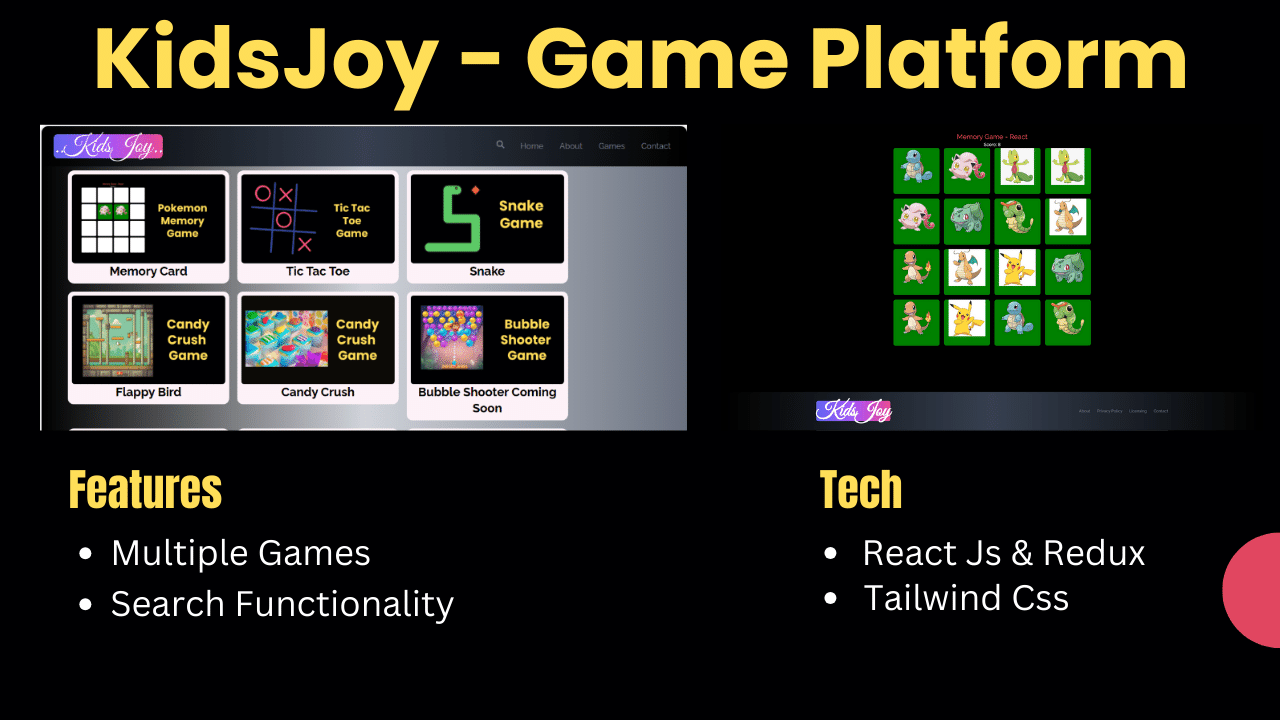 KidsJoy - Game Platform
..Kids Joy..
Home About Games Contact
Pokemon
Memory
Game
Memory Card
Tic Tac
Toe
Game
Tic Tac Toe
Snake
Game
Snake
Candy
Crush
Game
Flappy Bird
Candy
Crush
Game
Candy Crush
Bubble
Shooter
Game
Bubble Shooter Coming
Soon
Memory Game - React
Score: 8
Kids Joy
About Privacy Policy Licensing Contact
Features
Multiple Games
Search Functionality
Tech
React Js & Redux
Tailwind Css